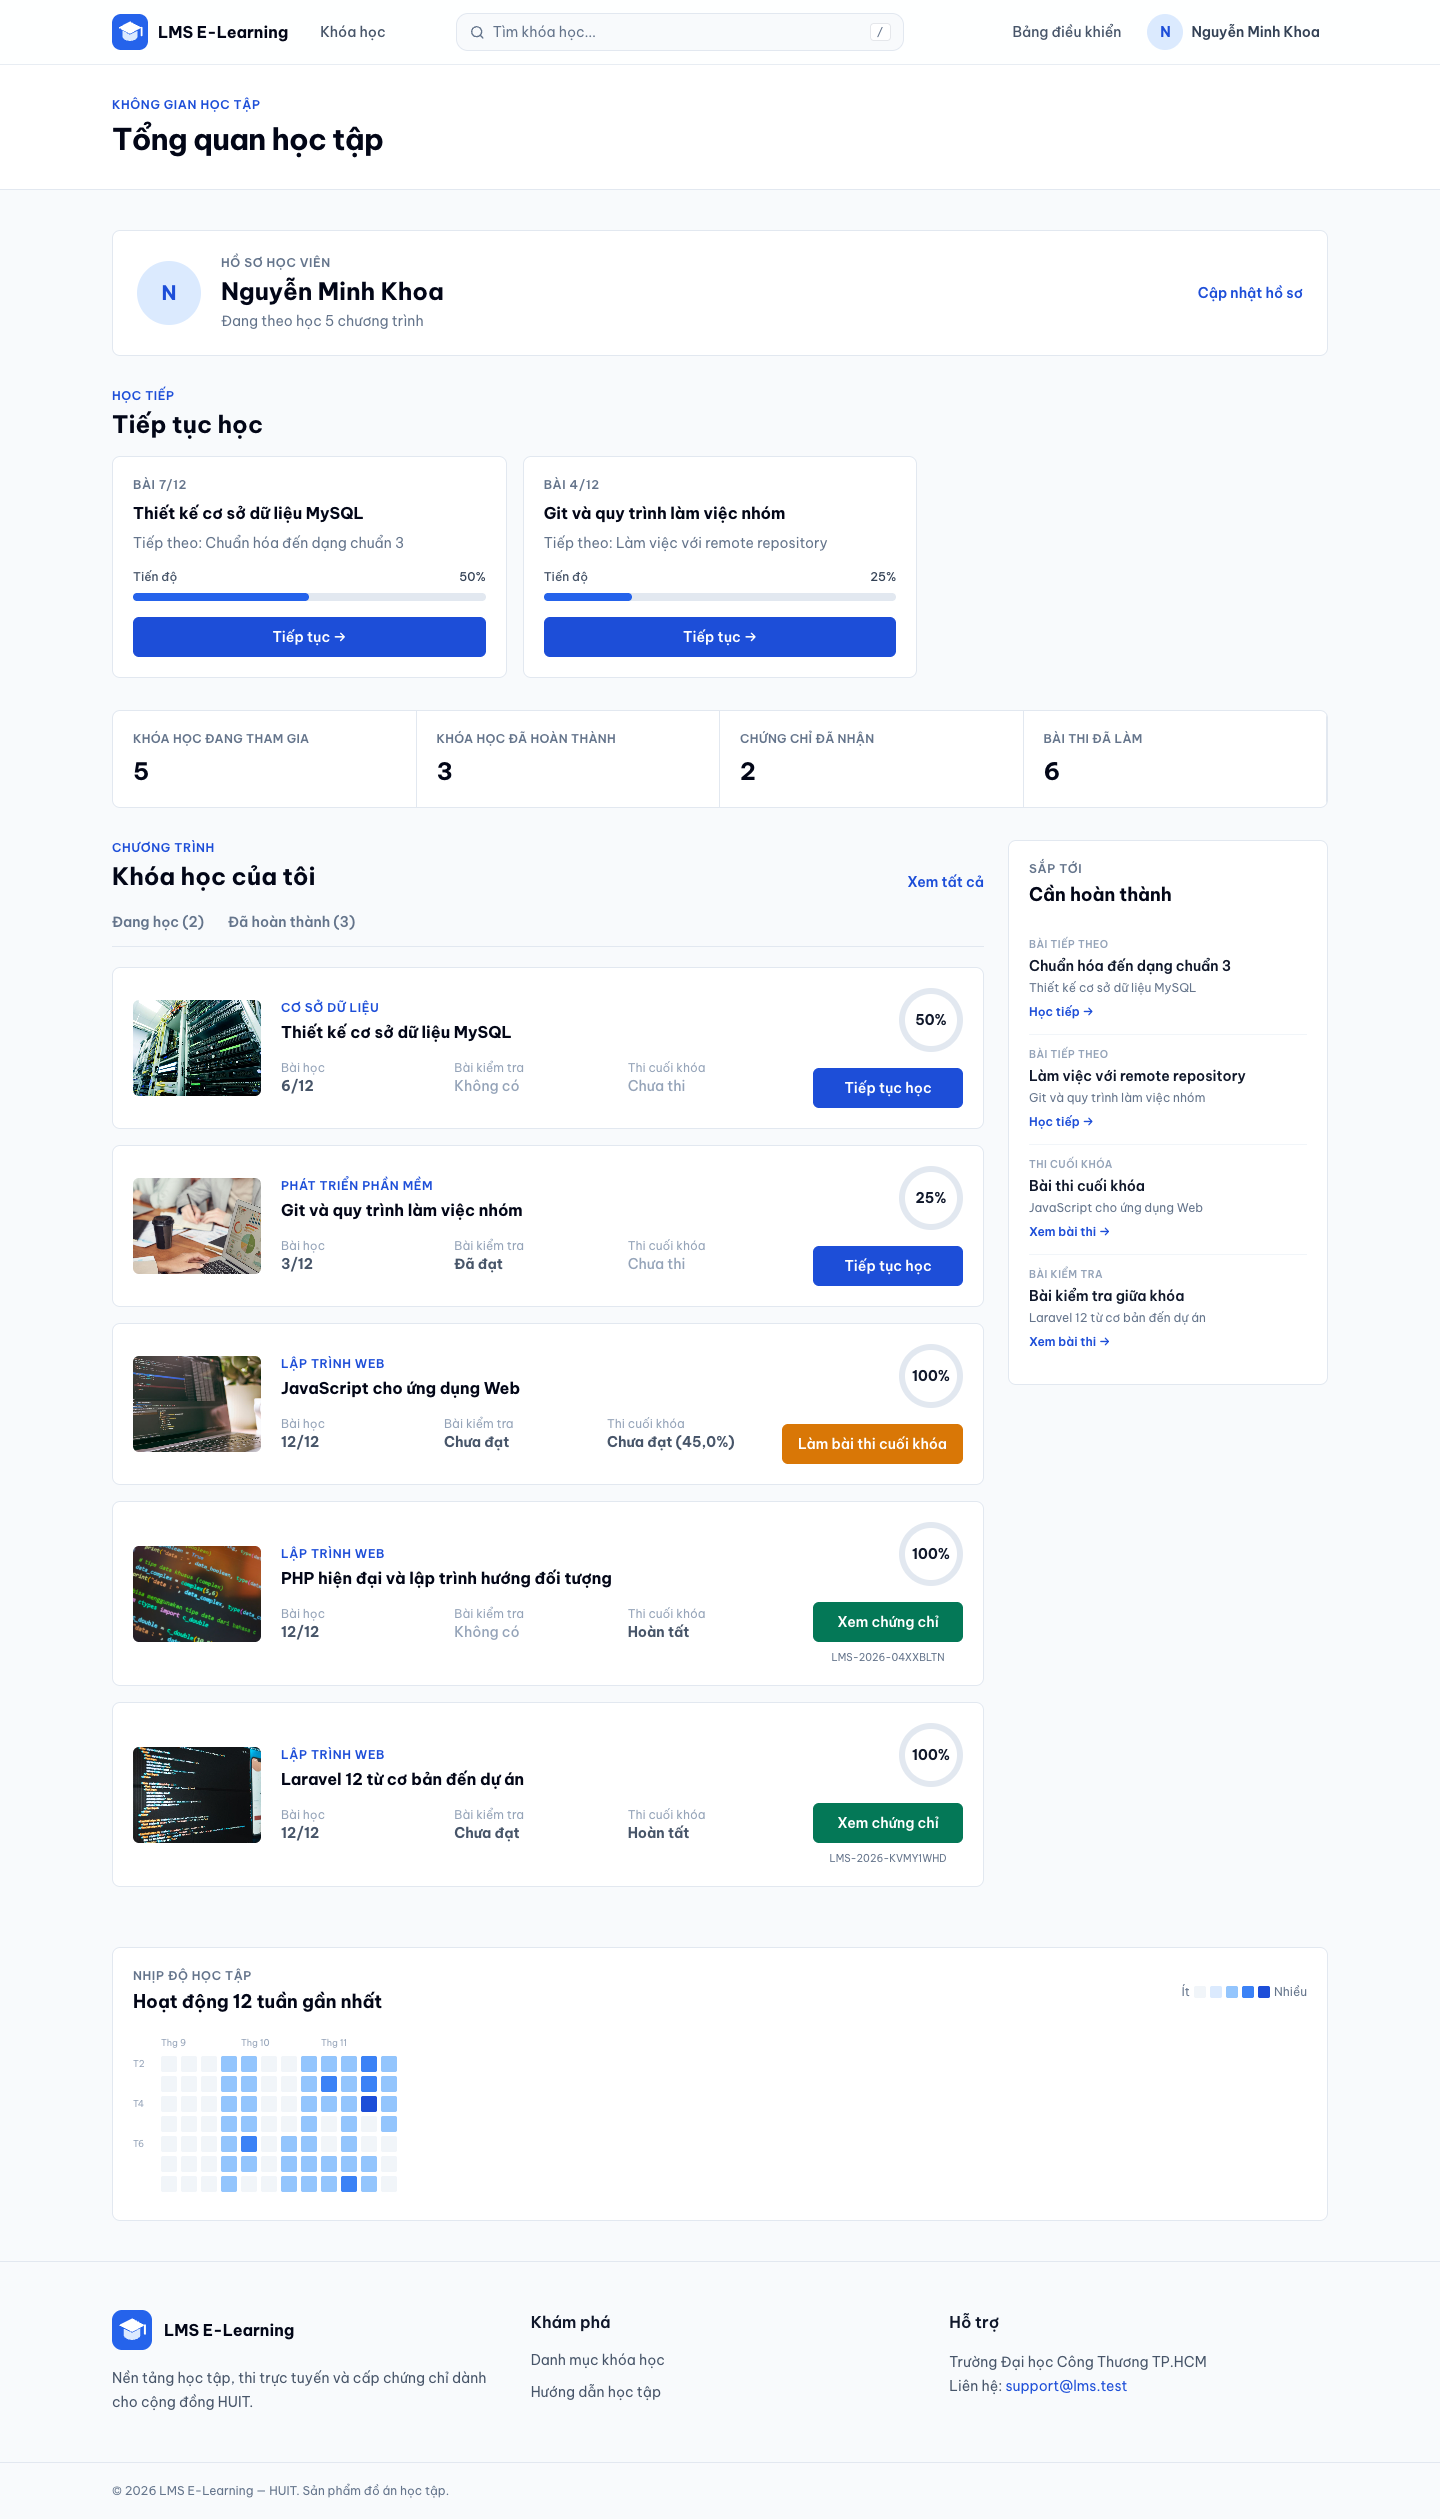 LMS E-Learning
Khóa học
Tìm khóa học...
/
Bảng điều khiển
N
Nguyễn Minh Khoa
KHÔNG GIAN HỌC TẬP
Tổng quan học tập
N
HỒ SƠ HỌC VIÊN
Nguyễn Minh Khoa
Đang theo học 5 chương trình
Cập nhật hồ sơ
HỌC TIẾP
Tiếp tục học
BÀI 7/12
Thiết kế cơ sở dữ liệu MySQL
Tiếp theo: Chuẩn hóa đến dạng chuẩn 3
Tiến độ
50%
Tiếp tục →
BÀI 4/12
Git và quy trình làm việc nhóm
Tiếp theo: Làm việc với remote repository
Tiến độ
25%
Tiếp tục →
KHÓA HỌC ĐANG THAM GIA
5
KHÓA HỌC ĐÃ HOÀN THÀNH
3
CHỨNG CHỈ ĐÃ NHẬN
2
BÀI THI ĐÃ LÀM
6
CHƯƠNG TRÌNH
Khóa học của tôi
Xem tất cả
Đang học (2)
Đã hoàn thành (3)
CƠ SỞ DỮ LIỆU
Thiết kế cơ sở dữ liệu MySQL
Bài học
6/12
Bài kiểm tra
Không có
Thi cuối khóa
Chưa thi
50%
Tiếp tục học
PHÁT TRIỂN PHẦN MỀM
Git và quy trình làm việc nhóm
Bài học
3/12
Bài kiểm tra
Đã đạt
Thi cuối khóa
Chưa thi
25%
Tiếp tục học
LẬP TRÌNH WEB
JavaScript cho ứng dụng Web
Bài học
12/12
Bài kiểm tra
Chưa đạt
Thi cuối khóa
Chưa đạt (45,0%)
100%
Làm bài thi cuối khóa
LẬP TRÌNH WEB
PHP hiện đại và lập trình hướng đối tượng
Bài học
12/12
Bài kiểm tra
Không có
Thi cuối khóa
Hoàn tất
100%
Xem chứng chỉ
LMS-2026-04XXBLTN
LẬP TRÌNH WEB
Laravel 12 từ cơ bản đến dự án
Bài học
12/12
Bài kiểm tra
Chưa đạt
Thi cuối khóa
Hoàn tất
100%
Xem chứng chỉ
LMS-2026-KVMY1WHD
SẮP TỚI
Cần hoàn thành
BÀI TIẾP THEO
Chuẩn hóa đến dạng chuẩn 3
Thiết kế cơ sở dữ liệu MySQL
Học tiếp →
BÀI TIẾP THEO
Làm việc với remote repository
Git và quy trình làm việc nhóm
Học tiếp →
THI CUỐI KHÓA
Bài thi cuối khóa
JavaScript cho ứng dụng Web
Xem bài thi →
BÀI KIỂM TRA
Bài kiểm tra giữa khóa
Laravel 12 từ cơ bản đến dự án
Xem bài thi →
NHỊP ĐỘ HỌC TẬP
Hoạt động 12 tuần gần nhất
Ít
Nhiều
Thg 9
Thg 10
Thg 11
T2
T4
T6
LMS E-Learning
Nền tảng học tập, thi trực tuyến và cấp chứng chỉ dành
cho cộng đồng HUIT.
Khám phá
Danh mục khóa học
Hướng dẫn học tập
Hỗ trợ
Trường Đại học Công Thương TP.HCM
Liên hệ: support@lms.test
© 2026 LMS E-Learning — HUIT. Sản phẩm đồ án học tập.